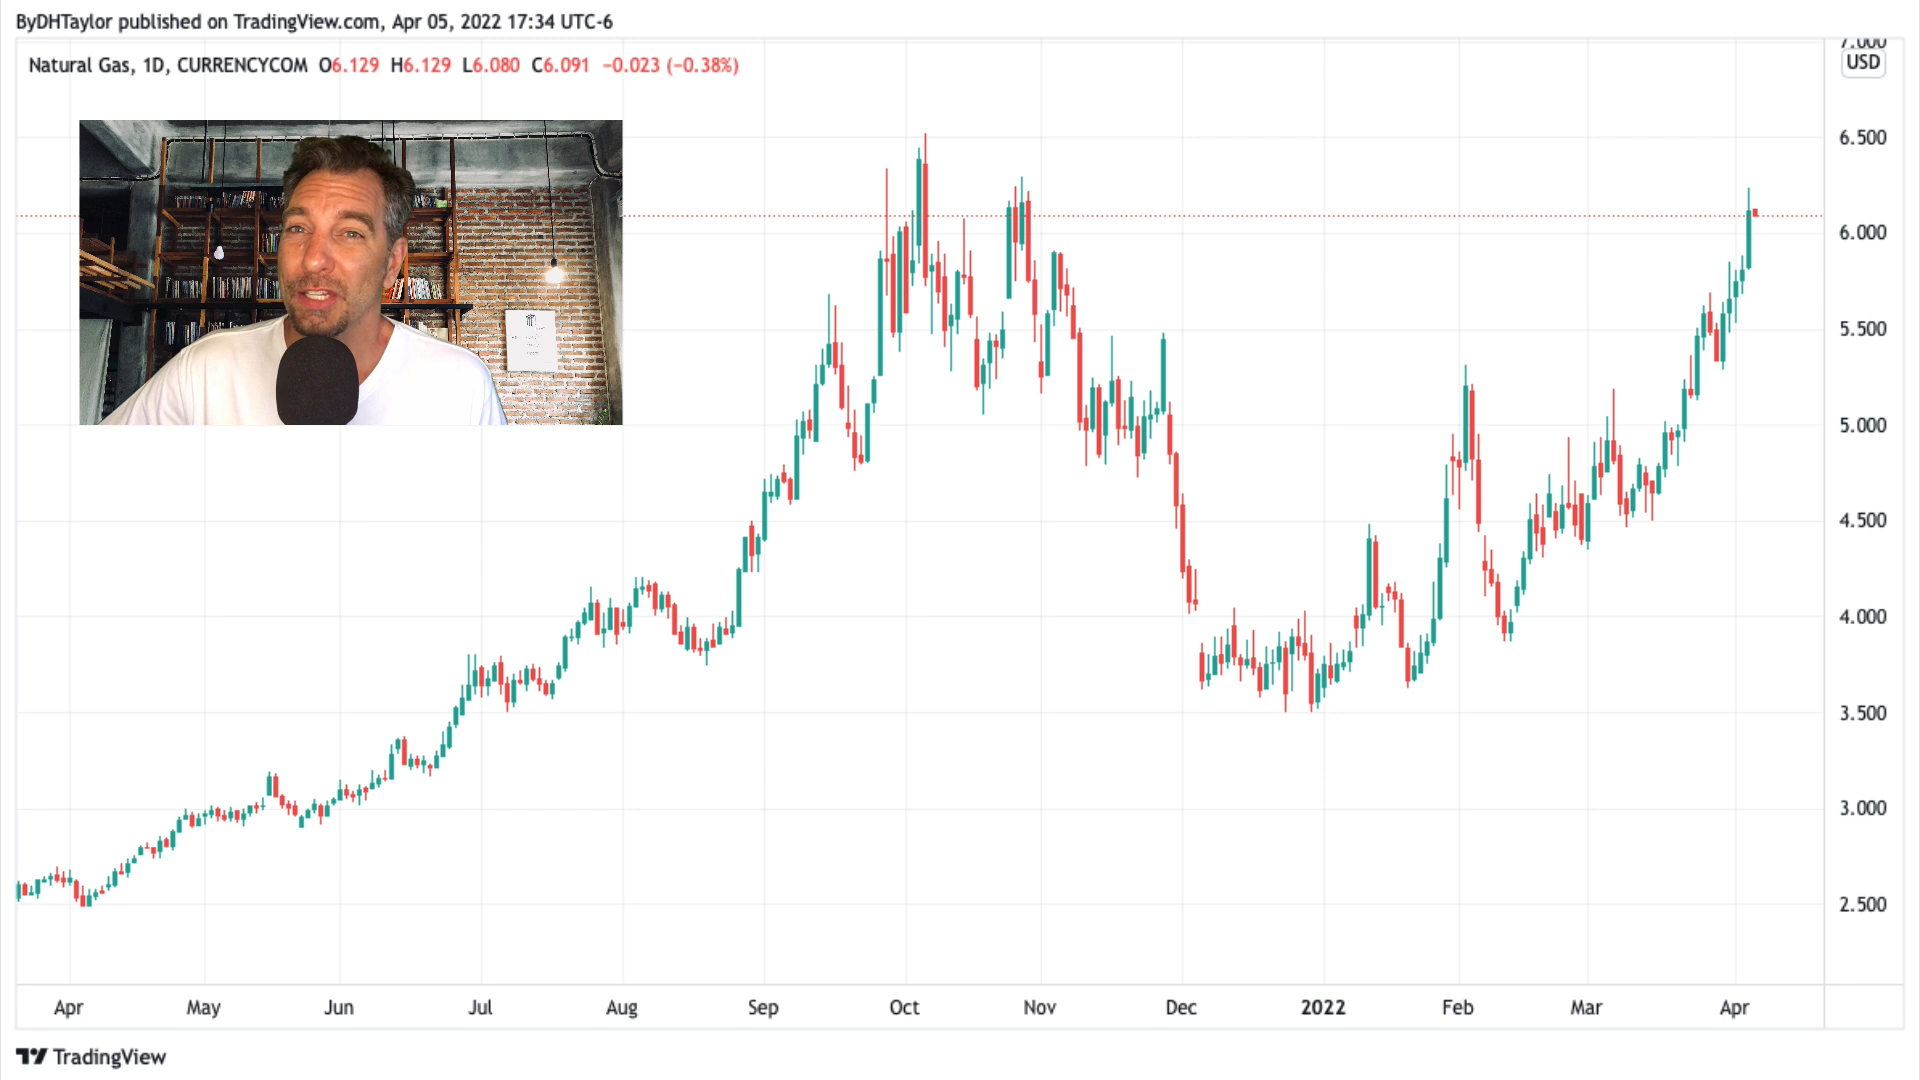 ByDHTaylor published on TradingView.com, Apr 05, 2022 17:34 UTC-6
Natural Gas, 1D, CURRENCYCOM O6.129 H6.129 L6.080 C6.091 −0.023 (−0.38%)
7.000
USD
6.500
6.000
5.500
5.000
4.500
4.000
3.500
3.000
2.500
Apr May Jun Jul Aug Sep Oct Nov Dec 2022 Feb Mar Apr
TradingView